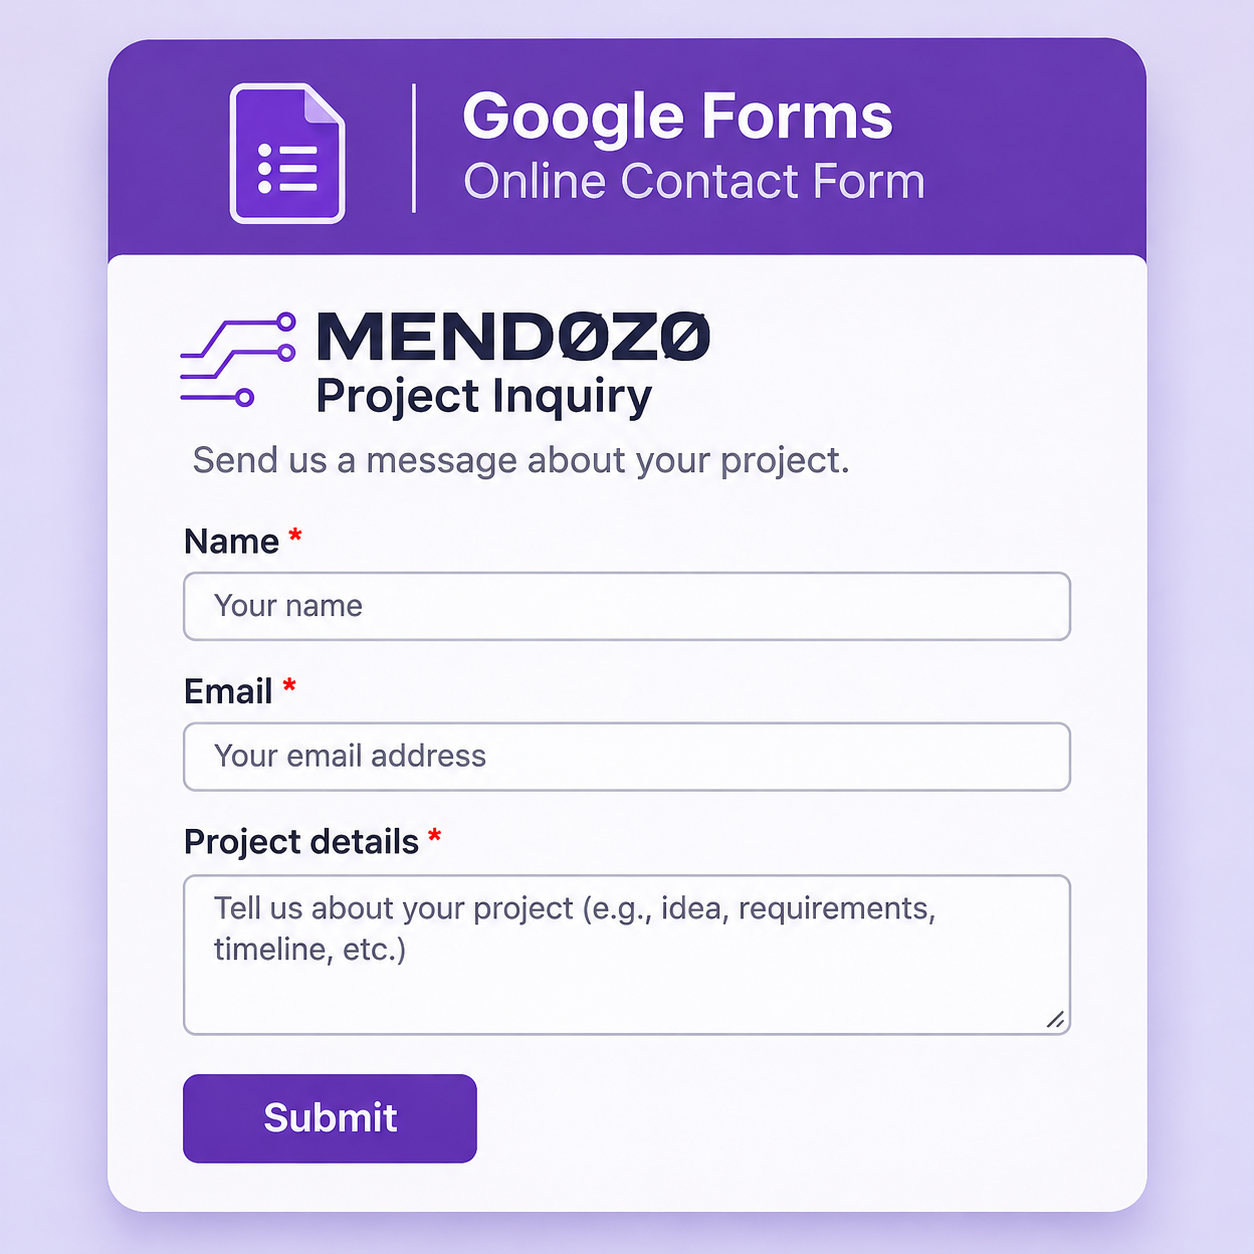 Google Forms
Online Contact Form
MENDØZØ
Project Inquiry
Send us a message about your project.
Name *
Your name
Email *
Your email address
Project details *
Tell us about your project (e.g., idea, requirements,
timeline, etc.)
Submit